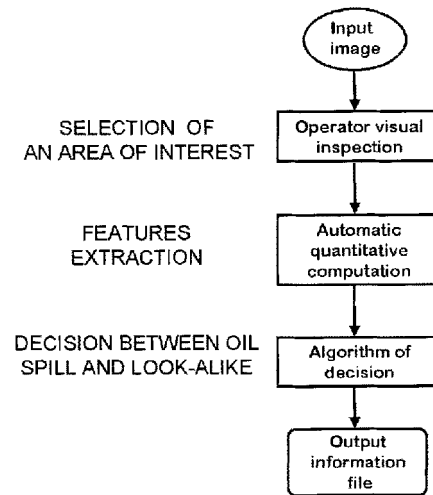 Input
image
SELECTION OF
AN AREA OF INTEREST
Operator visual
inspection
FEATURES
EXTRACTION
Automatic
quantitative
computation
DECISION BETWEEN OIL
SPILL AND LOOK-ALIKE
Algorithm of
decision
Output
information
file